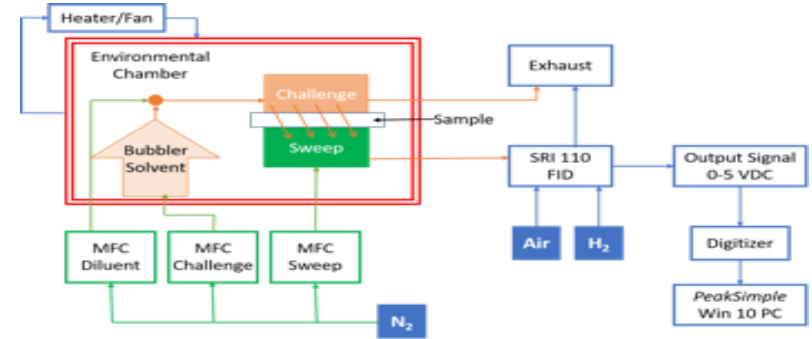 Heater/Fan
Environmental
Chamber
Exhaust
Challenge
Sample
Bubbler
Solvent
Sweep
SRI 110
FID
Output Signal
0-5 VDC
MFC
Diluent
MFC
Challenge
MFC
Sweep
Air
H₂
Digitizer
N₂
PeakSimple
Win 10 PC